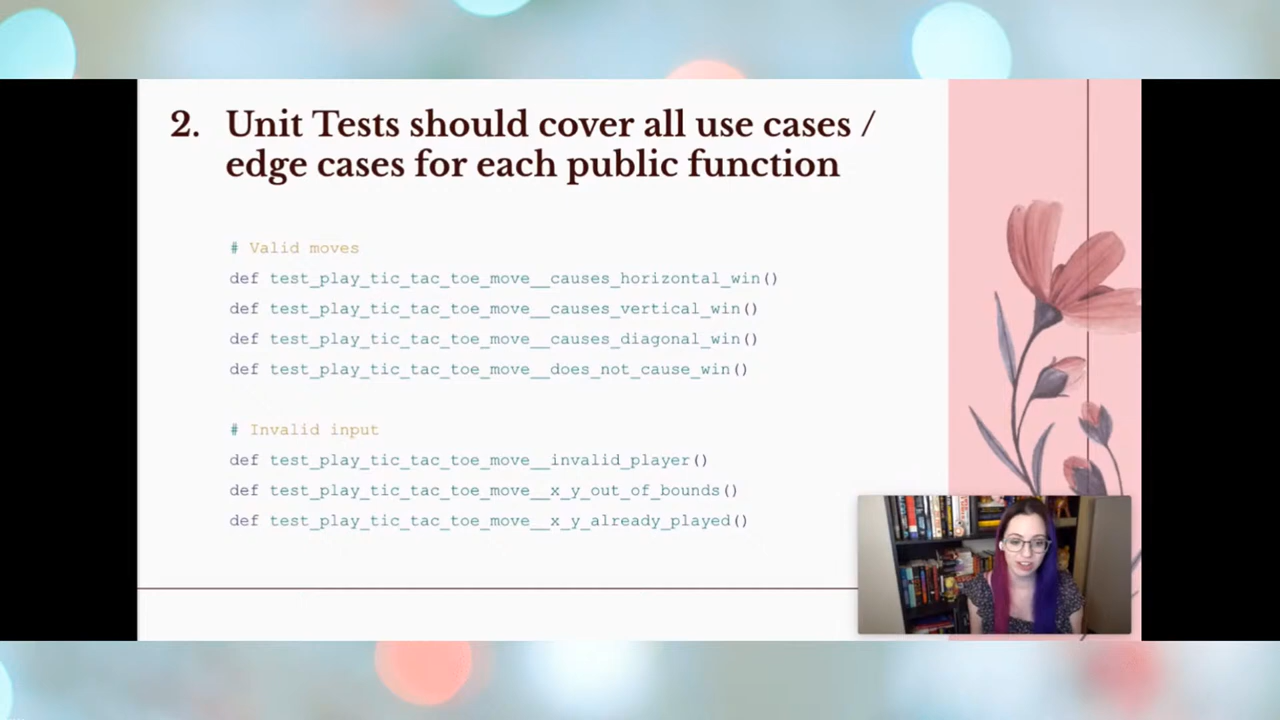 2. Unit Tests should cover all use cases /
edge cases for each public function
# Valid moves
def test_play_tic_tac_toe_move__causes_horizontal_win()
def test_play_tic_tac_toe_move__causes_vertical_win()
def test_play_tic_tac_toe_move__causes_diagonal_win()
def test_play_tic_tac_toe_move__does_not_cause_win()
# Invalid input
def test_play_tic_tac_toe_move__invalid_player()
def test_play_tic_tac_toe_move__x_y_out_of_bounds()
def test_play_tic_tac_toe_move__x_y_already_played()